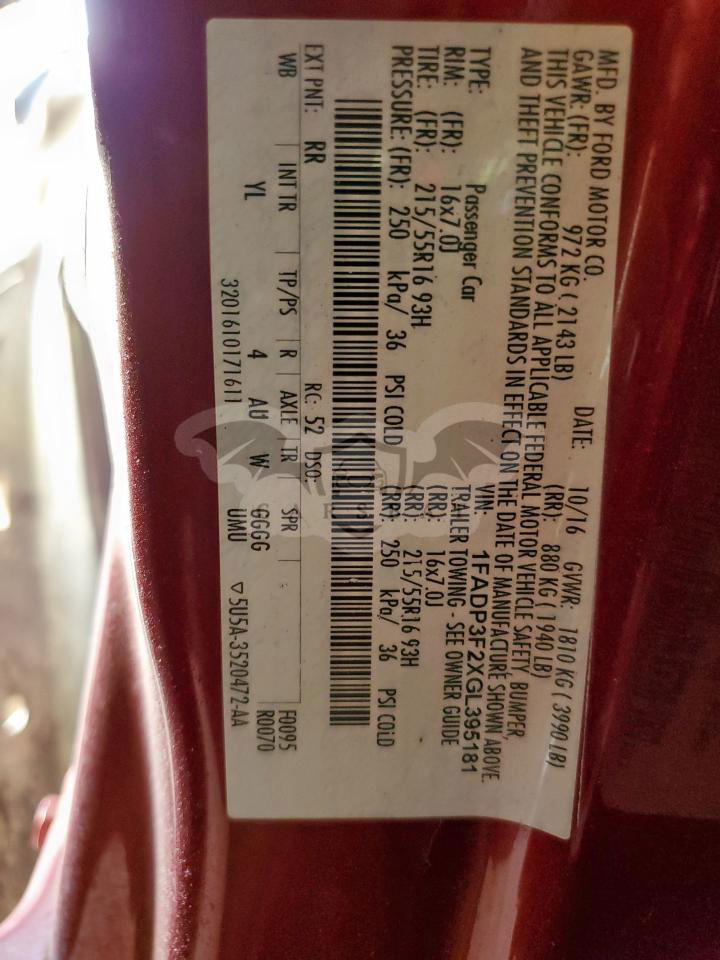 MFD. BY FORD MOTOR CO. DATE: 10/16 GVWR: 1810 KG ( 3990 LB)
GAWR: (FR): 972 KG ( 2143 LB) (RR): 880 KG ( 1940 LB)
THIS VEHICLE CONFORMS TO ALL APPLICABLE FEDERAL MOTOR VEHICLE SAFETY, BUMPER,
AND THEFT PREVENTION STANDARDS IN EFFECT ON THE DATE OF MANUFACTURE SHOWN ABOVE.
VIN: 1FADP3F2XGL395181
TYPE: Passenger Car TRAILER TOWING - SEE OWNER GUIDE
RIM: (FR): 16x7.0J (RR): 16x7.0J
TIRE: (FR): 215/55R16 93H (RR): 215/55R16 93H
PRESSURE: (FR): 250 kPa/ 36 PSI COLD (RR): 250 kPa/ 36 PSI COLD
EXT PNT: RR RC: 52 DSO: F0095
WB INT TR TP/PS R AXLE TR SPR R0070
YL 4 AU W GGGG
UMU
3201610171611 ▽5U5A-3520472-AA